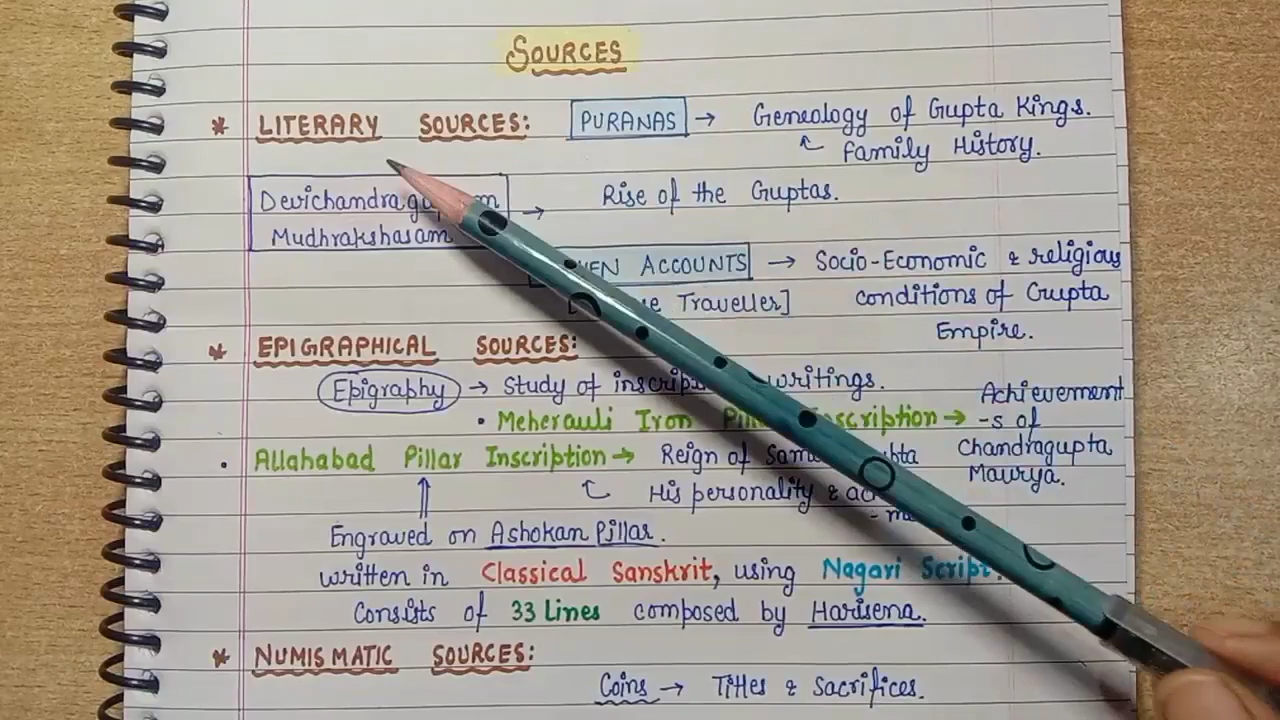 SOURCES
* LITERARY SOURCES: PURANAS → Genealogy of Gupta Kings.
family History.
Mudhrakshasam → Rise of the Guptas.
ACCOUNTS → Socio-Economic & religious
Traveller] conditions of Gupta
Empire.
* EPIGRAPHICAL SOURCES:
Epigraphy → Study of writings.
• Meherauli Iron Inscription → Achievement
-s of
• Allahabad Pillar Inscription → Reign of Chandragupta
Maurya.
His personality &
Engraved on Ashokan Pillar.
written in Classical Sanskrit, using Nagari Script.
Consists of 33 Lines composed by Harisena.
* NUMISMATIC SOURCES:
Coins → Titles & Sacrifices.